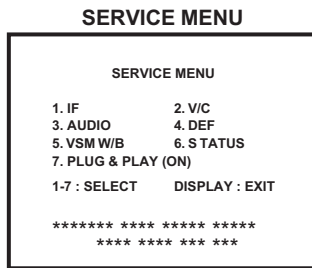 SERVICE MENU
SERVICE MENU
1. IF 2. V/C
3. AUDIO 4. DEF
5. VSM W/B 6. S TATUS
7. PLUG & PLAY (ON)
1-7 : SELECT DISPLAY : EXIT
******* **** ***** *****
**** **** *** ***